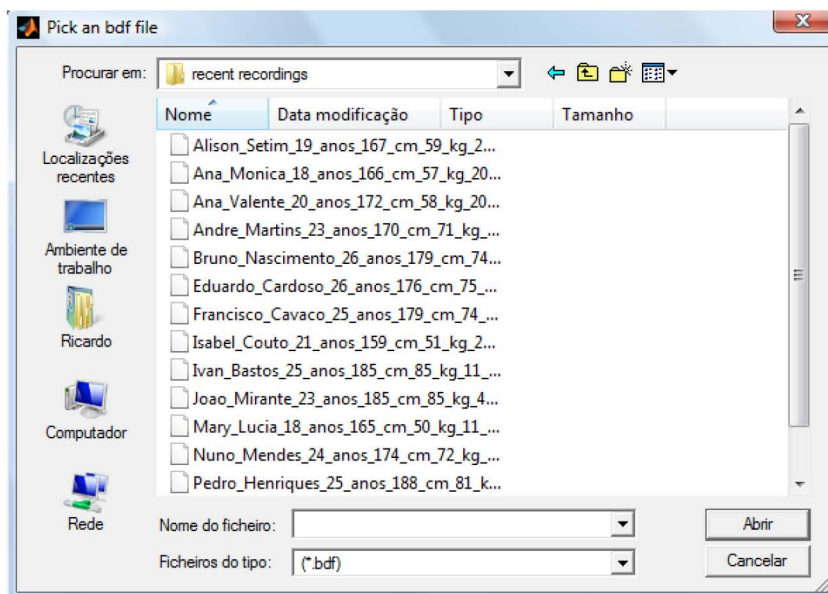 Pick an bdf file
Procurar em: recent recordings
Nome Data modificação Tipo Tamanho
Alison_Setim_19_anos_167_cm_59_kg_2...
Ana_Monica_18_anos_166_cm_57_kg_20...
Ana_Valente_20_anos_172_cm_58_kg_20...
Andre_Martins_23_anos_170_cm_71_kg_...
Bruno_Nascimento_26_anos_179_cm_74...
Eduardo_Cardoso_26_anos_176_cm_75_...
Francisco_Cavaco_25_anos_179_cm_74_...
Isabel_Couto_21_anos_159_cm_51_kg_2...
Ivan_Bastos_25_anos_185_cm_85_kg_11_...
Joao_Mirante_23_anos_185_cm_85_kg_4...
Mary_Lucia_18_anos_165_cm_50_kg_11_...
Nuno_Mendes_24_anos_174_cm_72_kg_...
Pedro_Henriques_25_anos_188_cm_81_k...
Localizações
recentes
Ambiente de
trabalho
Ricardo
Computador
Rede
Nome do ficheiro: Abrir
Ficheiros do tipo: (*.bdf) Cancelar